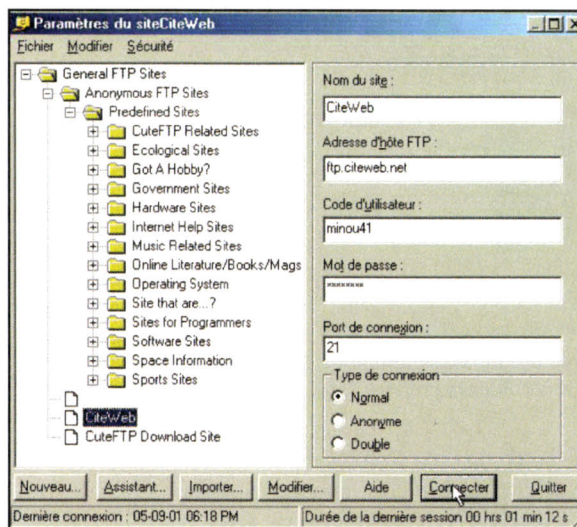 Paramètres du siteCiteWeb
Fichier Modifier Sécurité
General FTP Sites
Anonymous FTP Sites
Predefined Sites
CuteFTP Related Sites
Ecological Sites
Got A Hobby?
Government Sites
Hardware Sites
Internet Help Sites
Music Related Sites
Online Literature/Books/Mags
Operating System
Site that are...?
Sites for Programmers
Software Sites
Space Information
Sports Sites
CiteWeb
CuteFTP Download Site
Nom du site :
CiteWeb
Adresse d'hôte FTP :
ftp.citeweb.net
Code d'utilisateur :
minou41
Mot de passe :
********
Port de connexion :
21
Type de connexion
Normal
Anonyme
Double
Nouveau... Assistant... Importer... Modifier... Aide Connecter Quitter
Dernière connexion : 05-09-01 06:18 PM Durée de la dernière session 00 hrs 01 min 12 s